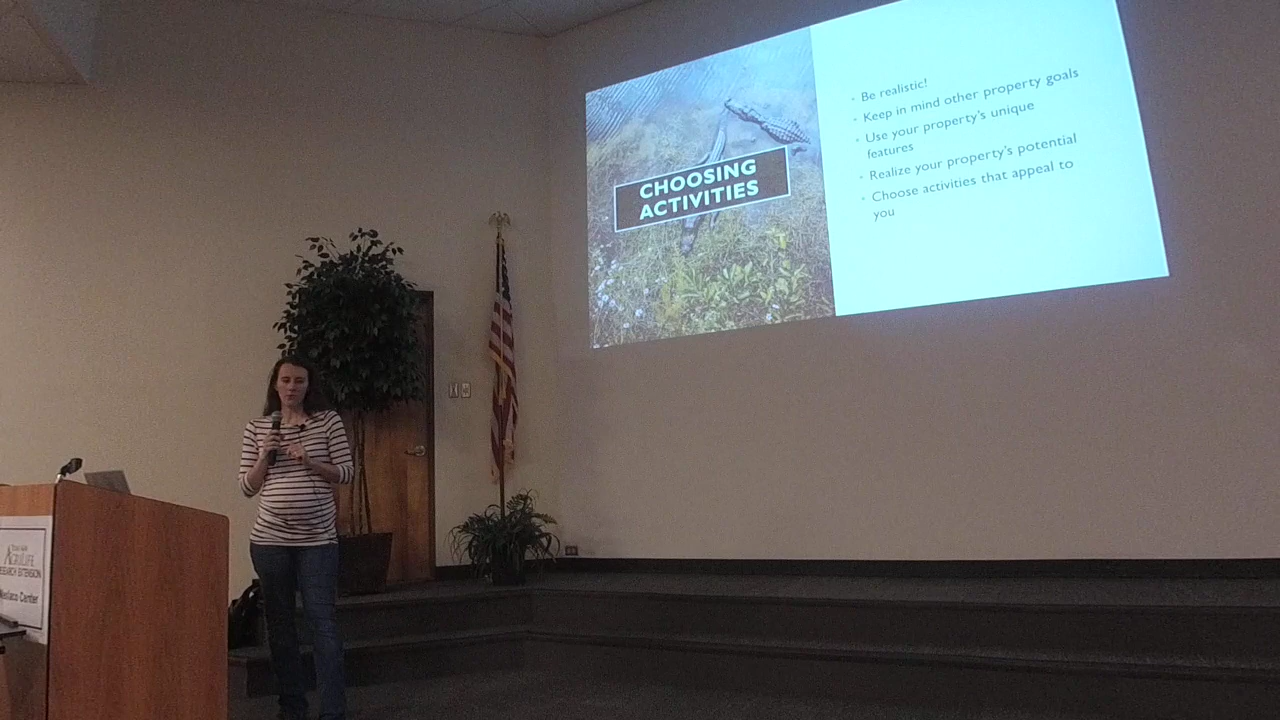 CHOOSING
ACTIVITIES
Be realistic!
Keep in mind other property goals
Use your property's unique
features
Realize your property's potential
Choose activities that appeal to
you
AGRILIFE
RESEARCH EXTENSION
Weslaco Center